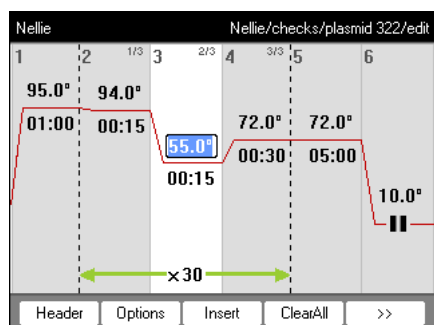 Nellie Nellie/checks/plasmid 322/edit
1 2 1/3 3 2/3 4 3/3 5 6
95.0° 94.0°
01:00 00:15
55.0°
00:15
72.0° 72.0°
00:30 05:00
10.0°
×30
Header Options Insert ClearAll >>